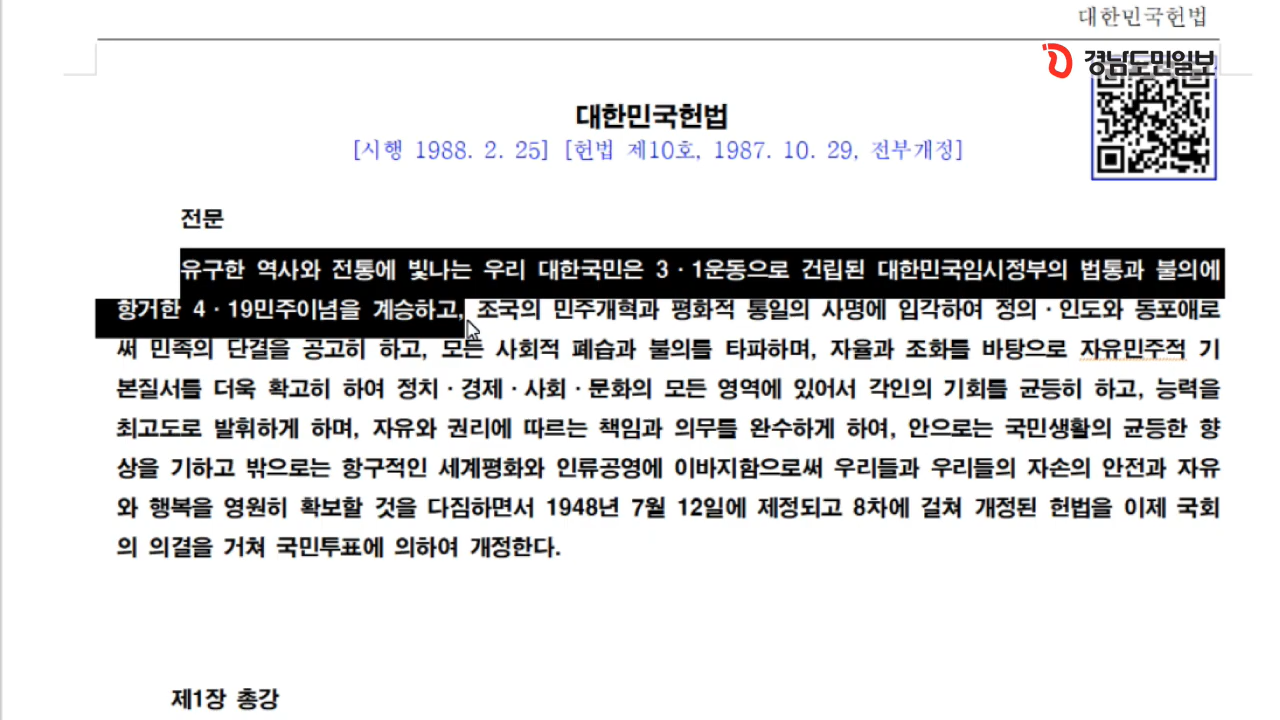 대한민국헌법
경남도민일보
대한민국헌법
[시행 1988. 2. 25] [헌법 제10호, 1987. 10. 29, 전부개정]
전문
유구한 역사와 전통에 빛나는 우리 대한국민은 3ㆍ1운동으로 건립된 대한민국임시정부의 법통과 불의에
항거한 4ㆍ19민주이념을 계승하고, 조국의 민주개혁과 평화적 통일의 사명에 입각하여 정의ㆍ인도와 동포애로
써 민족의 단결을 공고히 하고, 모든 사회적 폐습과 불의를 타파하며, 자율과 조화를 바탕으로 자유민주적 기
본질서를 더욱 확고히 하여 정치ㆍ경제ㆍ사회ㆍ문화의 모든 영역에 있어서 각인의 기회를 균등히 하고, 능력을
최고도로 발휘하게 하며, 자유와 권리에 따르는 책임과 의무를 완수하게 하여, 안으로는 국민생활의 균등한 향
상을 기하고 밖으로는 항구적인 세계평화와 인류공영에 이바지함으로써 우리들과 우리들의 자손의 안전과 자유
와 행복을 영원히 확보할 것을 다짐하면서 1948년 7월 12일에 제정되고 8차에 걸쳐 개정된 헌법을 이제 국회
의 의결을 거쳐 국민투표에 의하여 개정한다.
제1장 총강